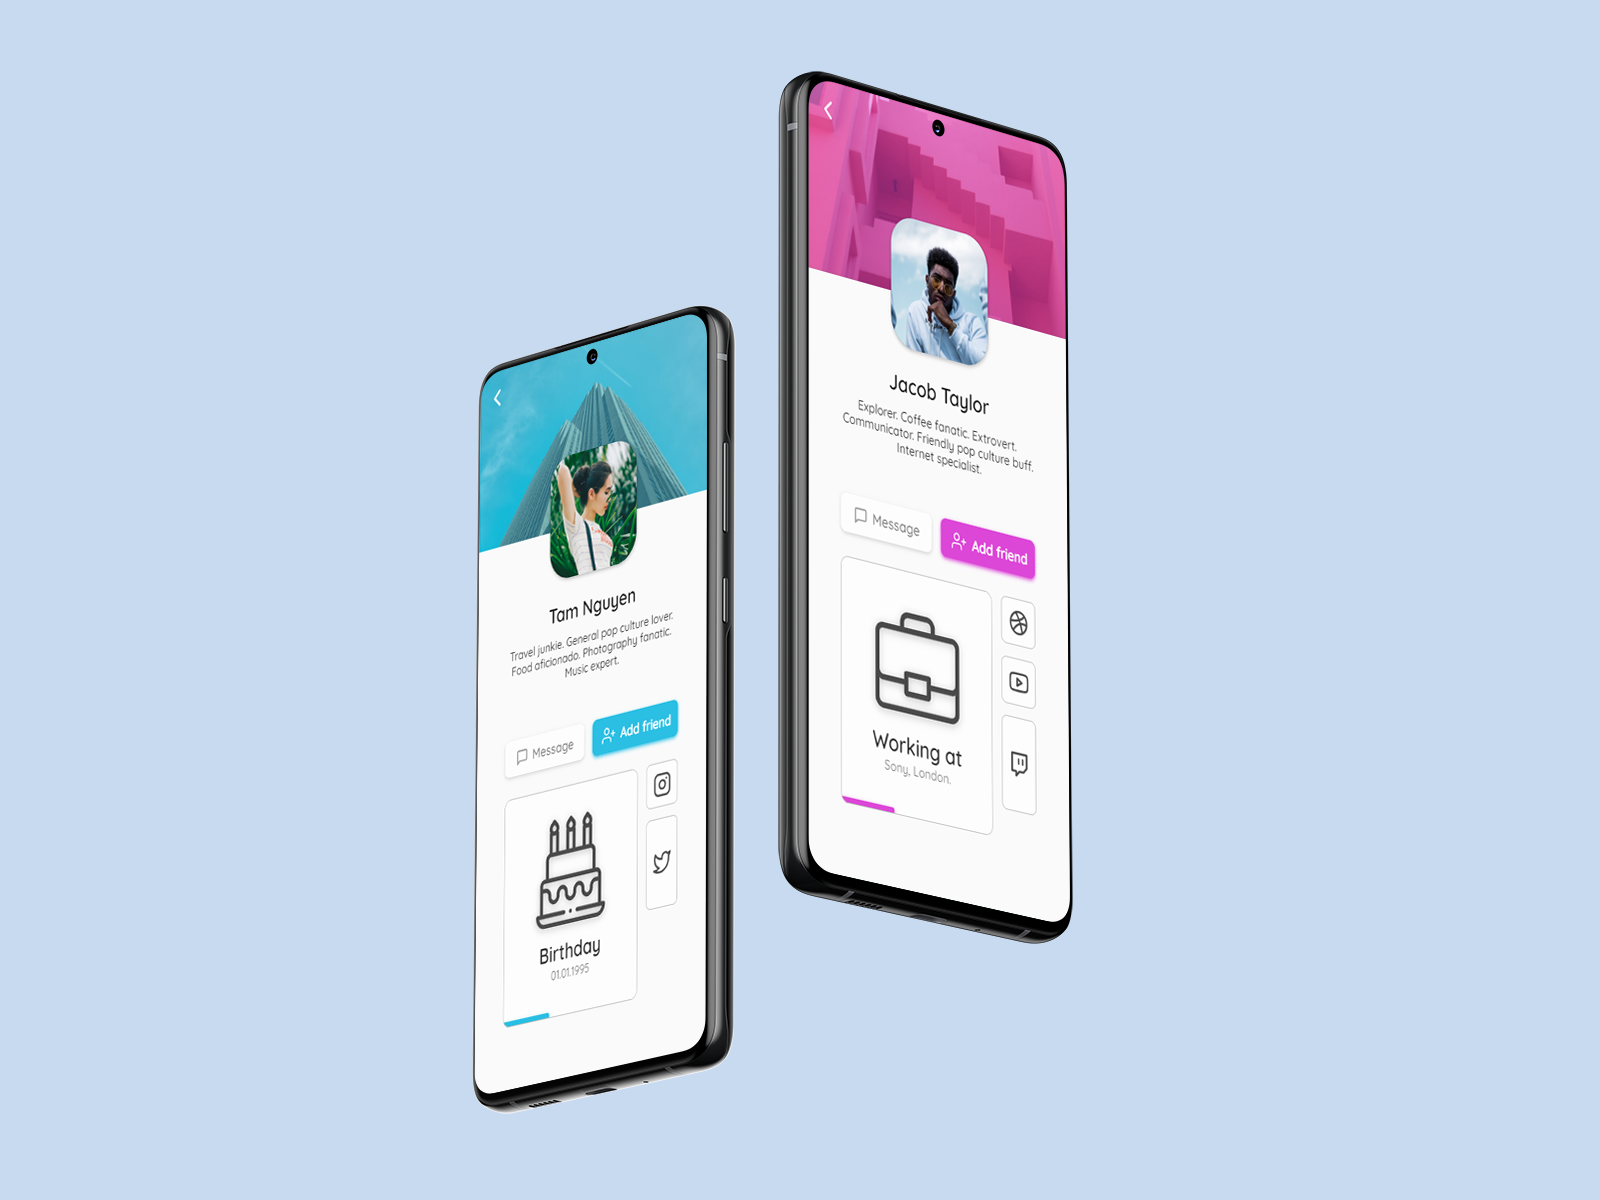 Tam Nguyen
Travel junkie. General pop culture lover.
Food aficionado. Photography fanatic.
Music expert.
Message
Add friend
Birthday
01.01.1995
Jacob Taylor
Explorer. Coffee fanatic. Extrovert.
Communicator. Friendly pop culture buff.
Internet specialist.
Message
Add friend
Working at
Sony, London.